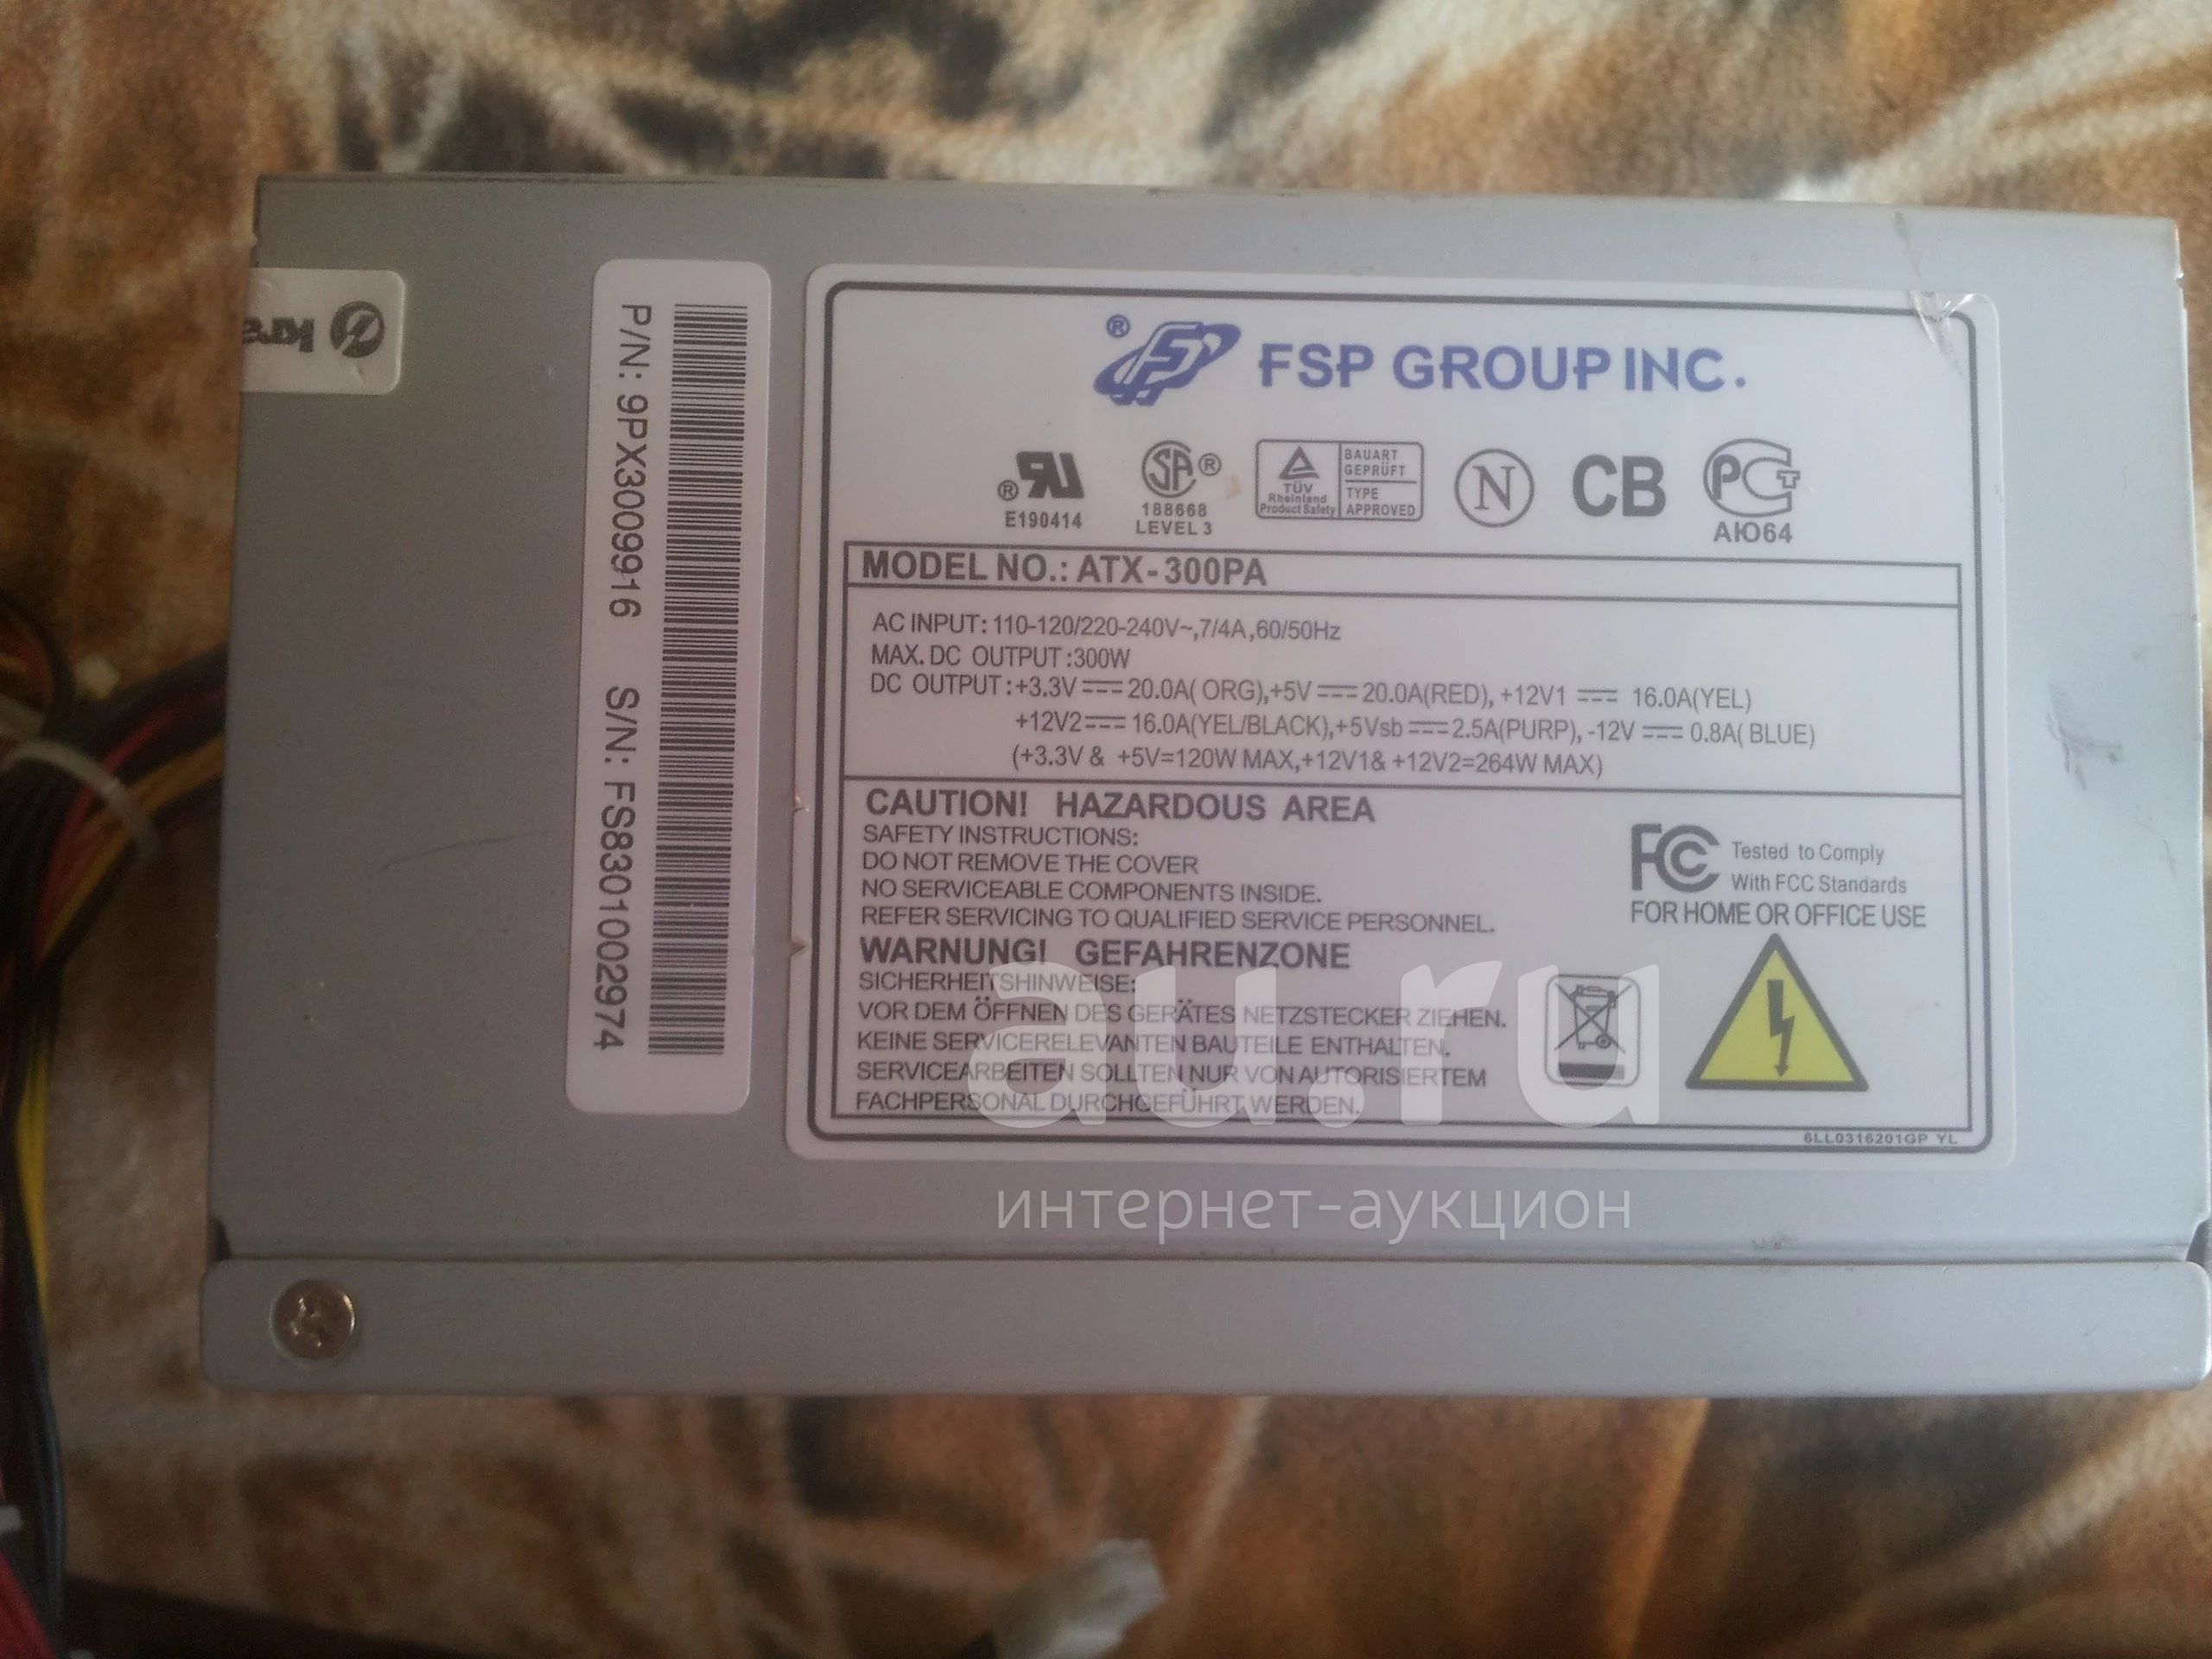 kra
P/N: 9PX3009916 S/N: FS8301002974
® FSP FSP GROUP INC.
® RU SA ® BAUART GEPRÜFT N CB РСТ
E190414 188668 TÜV Rheinland Product Safety TYPE APPROVED АЮ64
LEVEL 3
MODEL NO.: ATX-300PA
AC INPUT: 110-120/220-240V~,7/4A,60/50Hz
MAX. DC OUTPUT :300W
DC OUTPUT :+3.3V⎓20.0A( ORG),+5V⎓20.0A(RED), +12V1 ⎓ 16.0A(YEL)
+12V2⎓16.0A(YEL/BLACK),+5Vsb⎓2.5A(PURP), -12V ⎓ 0.8A( BLUE)
(+3.3V & +5V=120W MAX,+12V1& +12V2=264W MAX)
CAUTION! HAZARDOUS AREA
SAFETY INSTRUCTIONS:
DO NOT REMOVE THE COVER
NO SERVICEABLE COMPONENTS INSIDE.
REFER SERVICING TO QUALIFIED SERVICE PERSONNEL.
FC Tested to Comply
With FCC Standards
FOR HOME OR OFFICE USE
WARNUNG! GEFAHRENZONE
SICHERHEITSHINWEISE:
VOR DEM ÖFFNEN DES GERÄTES NETZSTECKER ZIEHEN.
KEINE SERVICERELEVANTEN BAUTEILE ENTHALTEN.
SERVICEARBEITEN SOLLTEN NUR VON AUTORISIERTEM
FACHPERSONAL DURCHGEFÜHRT WERDEN.
6LL0316201GP YL
au.ru
интернет-аукцион